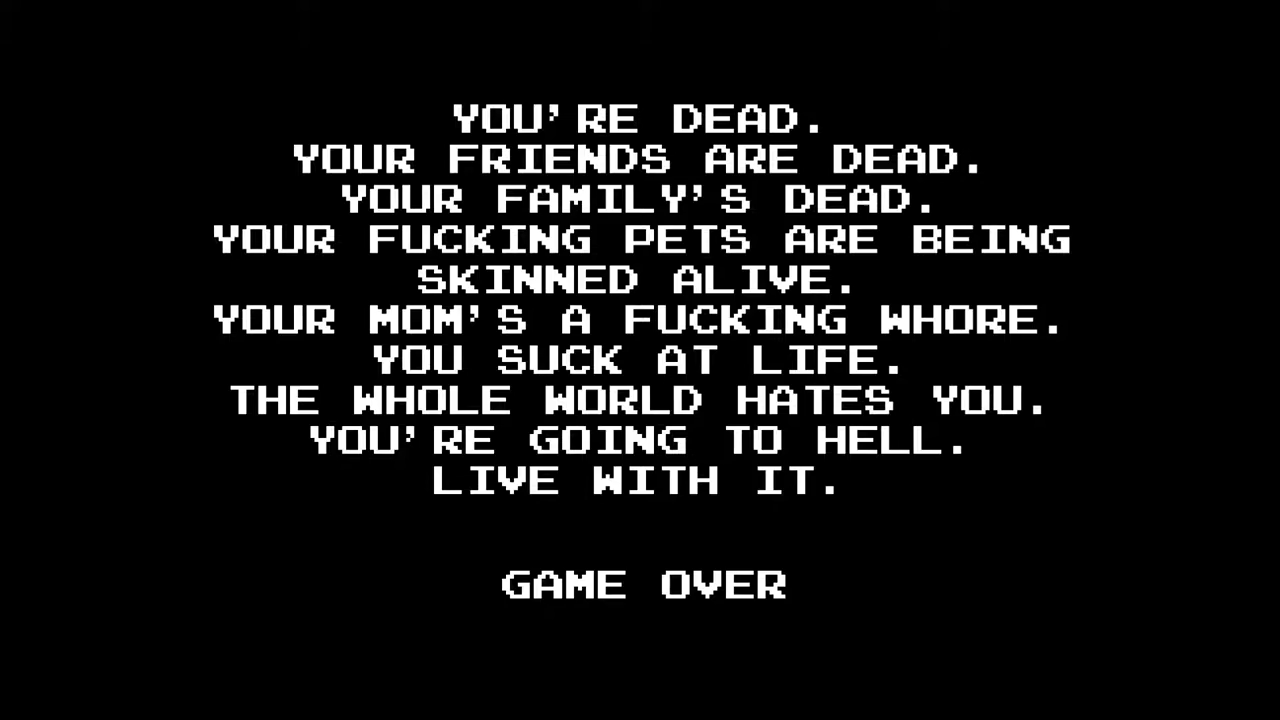 YOU'RE DEAD.
YOUR FRIENDS ARE DEAD.
YOUR FAMILY'S DEAD.
YOUR FUCKING PETS ARE BEING
SKINNED ALIVE.
YOUR MOM'S A FUCKING WHORE.
YOU SUCK AT LIFE.
THE WHOLE WORLD HATES YOU.
YOU'RE GOING TO HELL.
LIVE WITH IT.
GAME OVER